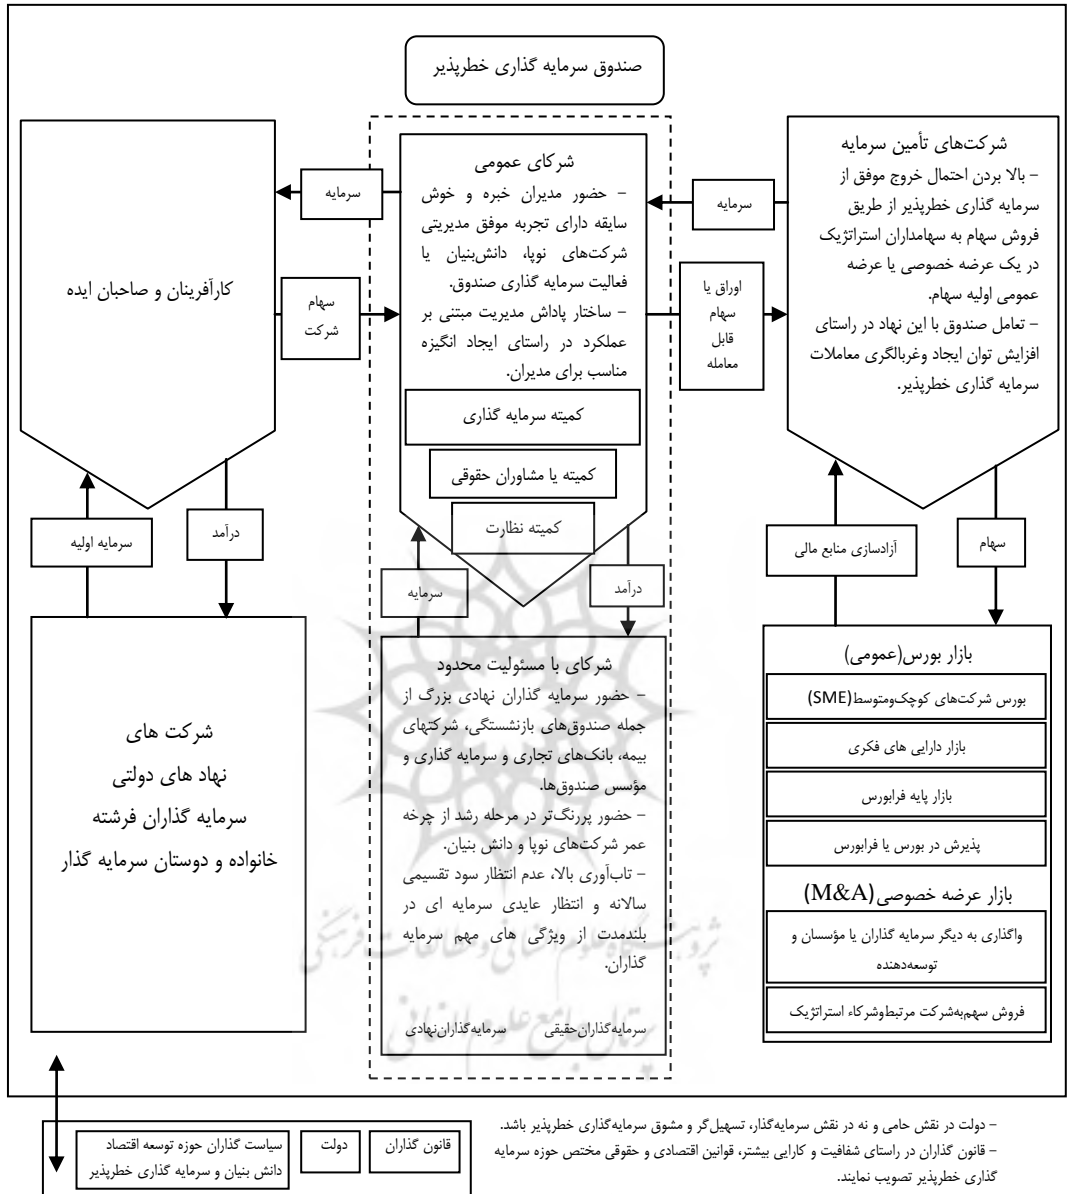 صندوق سرمایه گذاری خطرپذیر
شرکت‌های تأمین سرمایه
– بالا بردن احتمال خروج موفق از
سرمایه گذاری خطرپذیر از طریق
فروش سهام به سهامداران استراتژیک
در یک عرضه خصوصی یا عرضه
عمومی اولیه سهام.
– تعامل صندوق با این نهاد در راستای
افزایش توان ایجاد وغربالگری معاملات
سرمایه گذاری خطرپذیر.
سرمایه
اوراق یا
سهام
قابل
معامله
شرکای عمومی
– حضور مدیران خبره و خوش
سابقه دارای تجربه موفق مدیریتی
شرکت‌های نوپا، دانش‌بنیان یا
فعالیت سرمایه گذاری صندوق.
– ساختار پاداش مدیریت مبتنی بر
عملکرد در راستای ایجاد انگیزه
مناسب برای مدیران.
کمیته سرمایه گذاری
کمیته یا مشاوران حقوقی
کمیته نظارت
سرمایه
سهام
شرکت
کارآفرینان و صاحبان ایده
سهام
آزادسازی منابع مالی
درآمد
سرمایه
درآمد
سرمایه اولیه
بازار بورس(عمومی)
بورس شرکت‌های کوچک‌ومتوسط(SME)
بازار دارایی های فکری
بازار پایه فرابورس
پذیرش در بورس یا فرابورس
بازار عرضه خصوصی(M&A)
واگذاری به دیگر سرمایه گذاران یا مؤسسان و
توسعه‌دهنده
فروش سهم‌به‌شرکت مرتبط‌وشرکاء استراتژیک
شرکای با مسئولیت محدود
– حضور سرمایه گذاران نهادی بزرگ از
جمله صندوق‌های بازنشستگی، شرکتهای
بیمه، بانک‌های تجاری و سرمایه گذاری و
مؤسس صندوق‌ها.
– حضور پررنگ‌تر در مرحله رشد از چرخه
عمر شرکت‌های نوپا و دانش بنیان.
– تاب‌آوری بالا، عدم انتظار سود تقسیمی
سالانه و انتظار عایدی سرمایه ای در
بلندمدت از ویژگی های مهم سرمایه
گذاران.
سرمایه‌گذاران‌حقیقی سرمایه‌گذاران‌نهادی
شرکت های
نهاد های دولتی
سرمایه گذاران فرشته
خانواده و دوستان سرمایه گذار
پژوهشگاه علوم انسانی و مطالعات فرهنگی
پرتال جامع علوم انسانی
– دولت در نقش حامی و نه در نقش سرمایه‌گذار، تسهیل‌گر و مشوق سرمایه‌گذاری خطرپذیر باشد.
– قانون گذاران در راستای شفافیت و کارایی بیشتر، قوانین اقتصادی و حقوقی مختص حوزه سرمایه
گذاری خطرپذیر تصویب نمایند.
قانون گذاران
دولت
سیاست گذاران حوزه توسعه اقتصاد
دانش بنیان و سرمایه گذاری خطرپذیر